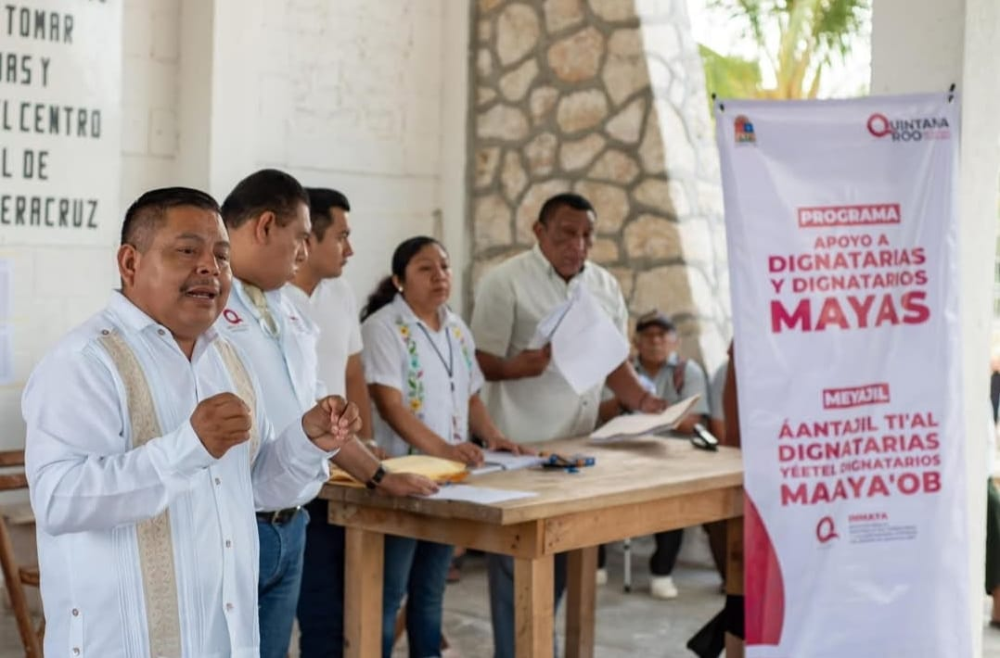 TOMAR
Y
CENTRO
DE
QUINTANA
ROO
PROGRAMA
APOYO A
DIGNATARIAS
Y DIGNATARIOS
MAYAS
MEYAJIL
ÁANTAJIL TI'AL
DIGNATARIAS
YÉETEL DIGNATARIOS
MAAYA'OB
INMAYA